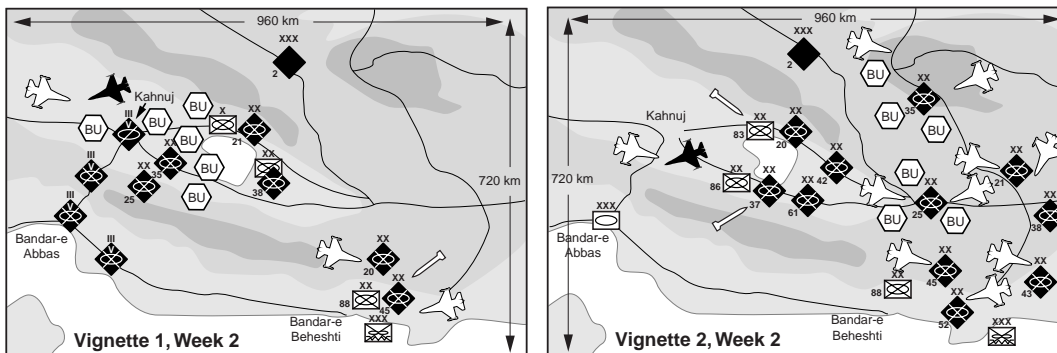 960 km
XXX
2
Kahnuj
BU
BU
BU
BU
BU
BU
III
V
X
XX
21
XX
35
XX
25
XX
38
III
V
III
V
III
V
720 km
Bandar-e
Abbas
XX
20
XX
88
XX
45
XXX
Bandar-e
Beheshti
Vignette 1, Week 2
960 km
XXX
2
BU
BU
BU
XX
35
Kahnuj
XX
83
XX
20
XX
42
XX
86
XX
37
XX
61
XX
21
XX
25
BU
BU
XX
38
720 km
XXX
Bandar-e
Abbas
XX
88
XX
45
XX
43
XX
52
XXX
Bandar-e
Beheshti
Vignette 2, Week 2